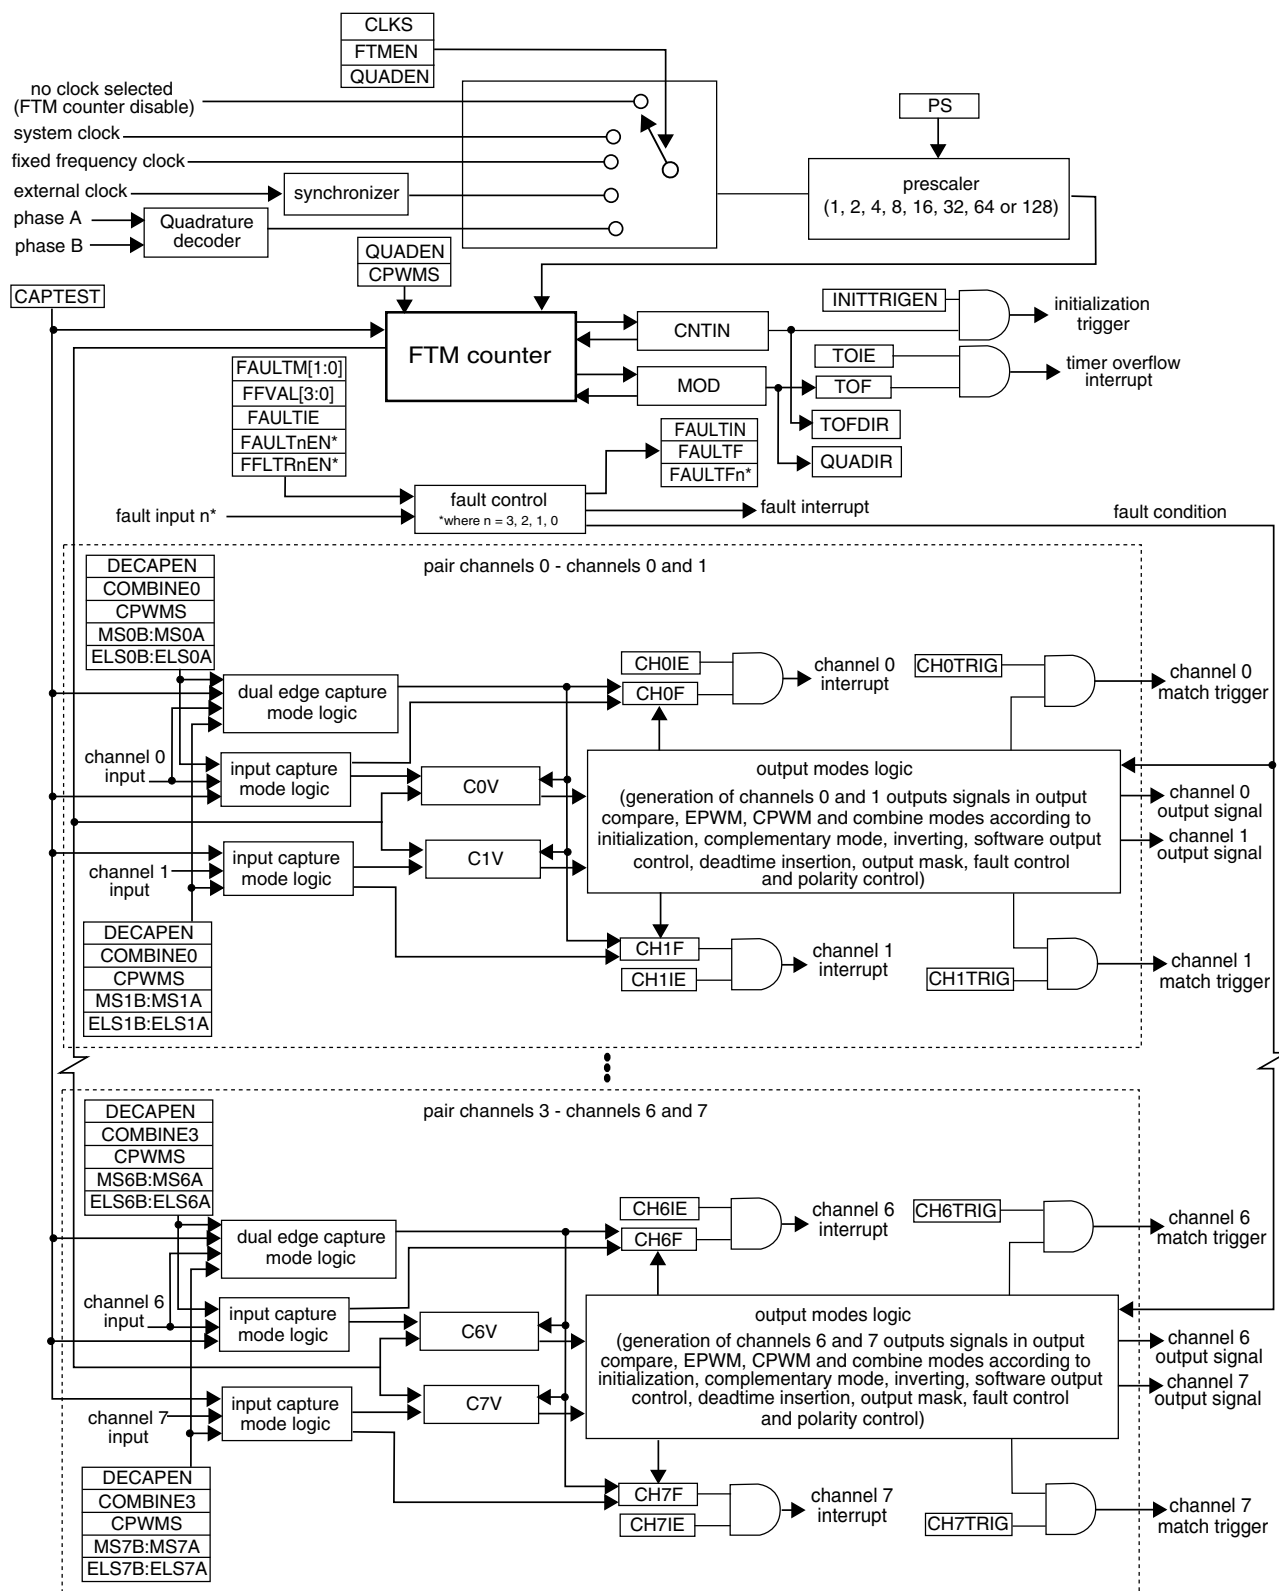 CLKS
FTMEN
QUADEN
no clock selected
(FTM counter disable)
system clock
fixed frequency clock
external clock
synchronizer
phase A
phase B
Quadrature
decoder
PS
prescaler
(1, 2, 4, 8, 16, 32, 64 or 128)
QUADEN
CPWMS
CAPTEST
FTM counter
CNTIN
MOD
INITTRIGEN
initialization
trigger
TOIE
TOF
timer overflow
interrupt
TOFDIR
QUADIR
FAULTM[1:0]
FFVAL[3:0]
FAULTIE
FAULTnEN*
FFLTRnEN*
FAULTIN
FAULTF
FAULTFn*
fault input n*
fault control
*where n = 3, 2, 1, 0
fault interrupt
fault condition
pair channels 0 - channels 0 and 1
DECAPEN
COMBINE0
CPWMS
MS0B:MS0A
ELS0B:ELS0A
dual edge capture
mode logic
CH0IE
CH0F
channel 0
interrupt
CH0TRIG
channel 0
match trigger
channel 0
input
input capture
mode logic
C0V
output modes logic
(generation of channels 0 and 1 outputs signals in output
compare, EPWM, CPWM and combine modes according to
initialization, complementary mode, inverting, software output
control, deadtime insertion, output mask, fault control
and polarity control)
channel 0
output signal
channel 1
output signal
channel 1
input
input capture
mode logic
C1V
DECAPEN
COMBINE0
CPWMS
MS1B:MS1A
ELS1B:ELS1A
CH1F
CH1IE
channel 1
interrupt
CH1TRIG
channel 1
match trigger
pair channels 3 - channels 6 and 7
DECAPEN
COMBINE3
CPWMS
MS6B:MS6A
ELS6B:ELS6A
dual edge capture
mode logic
CH6IE
CH6F
channel 6
interrupt
CH6TRIG
channel 6
match trigger
channel 6
input
input capture
mode logic
C6V
output modes logic
(generation of channels 6 and 7 outputs signals in output
compare, EPWM, CPWM and combine modes according to
initialization, complementary mode, inverting, software output
control, deadtime insertion, output mask, fault control
and polarity control)
channel 6
output signal
channel 7
output signal
channel 7
input
input capture
mode logic
C7V
DECAPEN
COMBINE3
CPWMS
MS7B:MS7A
ELS7B:ELS7A
CH7F
CH7IE
channel 7
interrupt
CH7TRIG
channel 7
match trigger